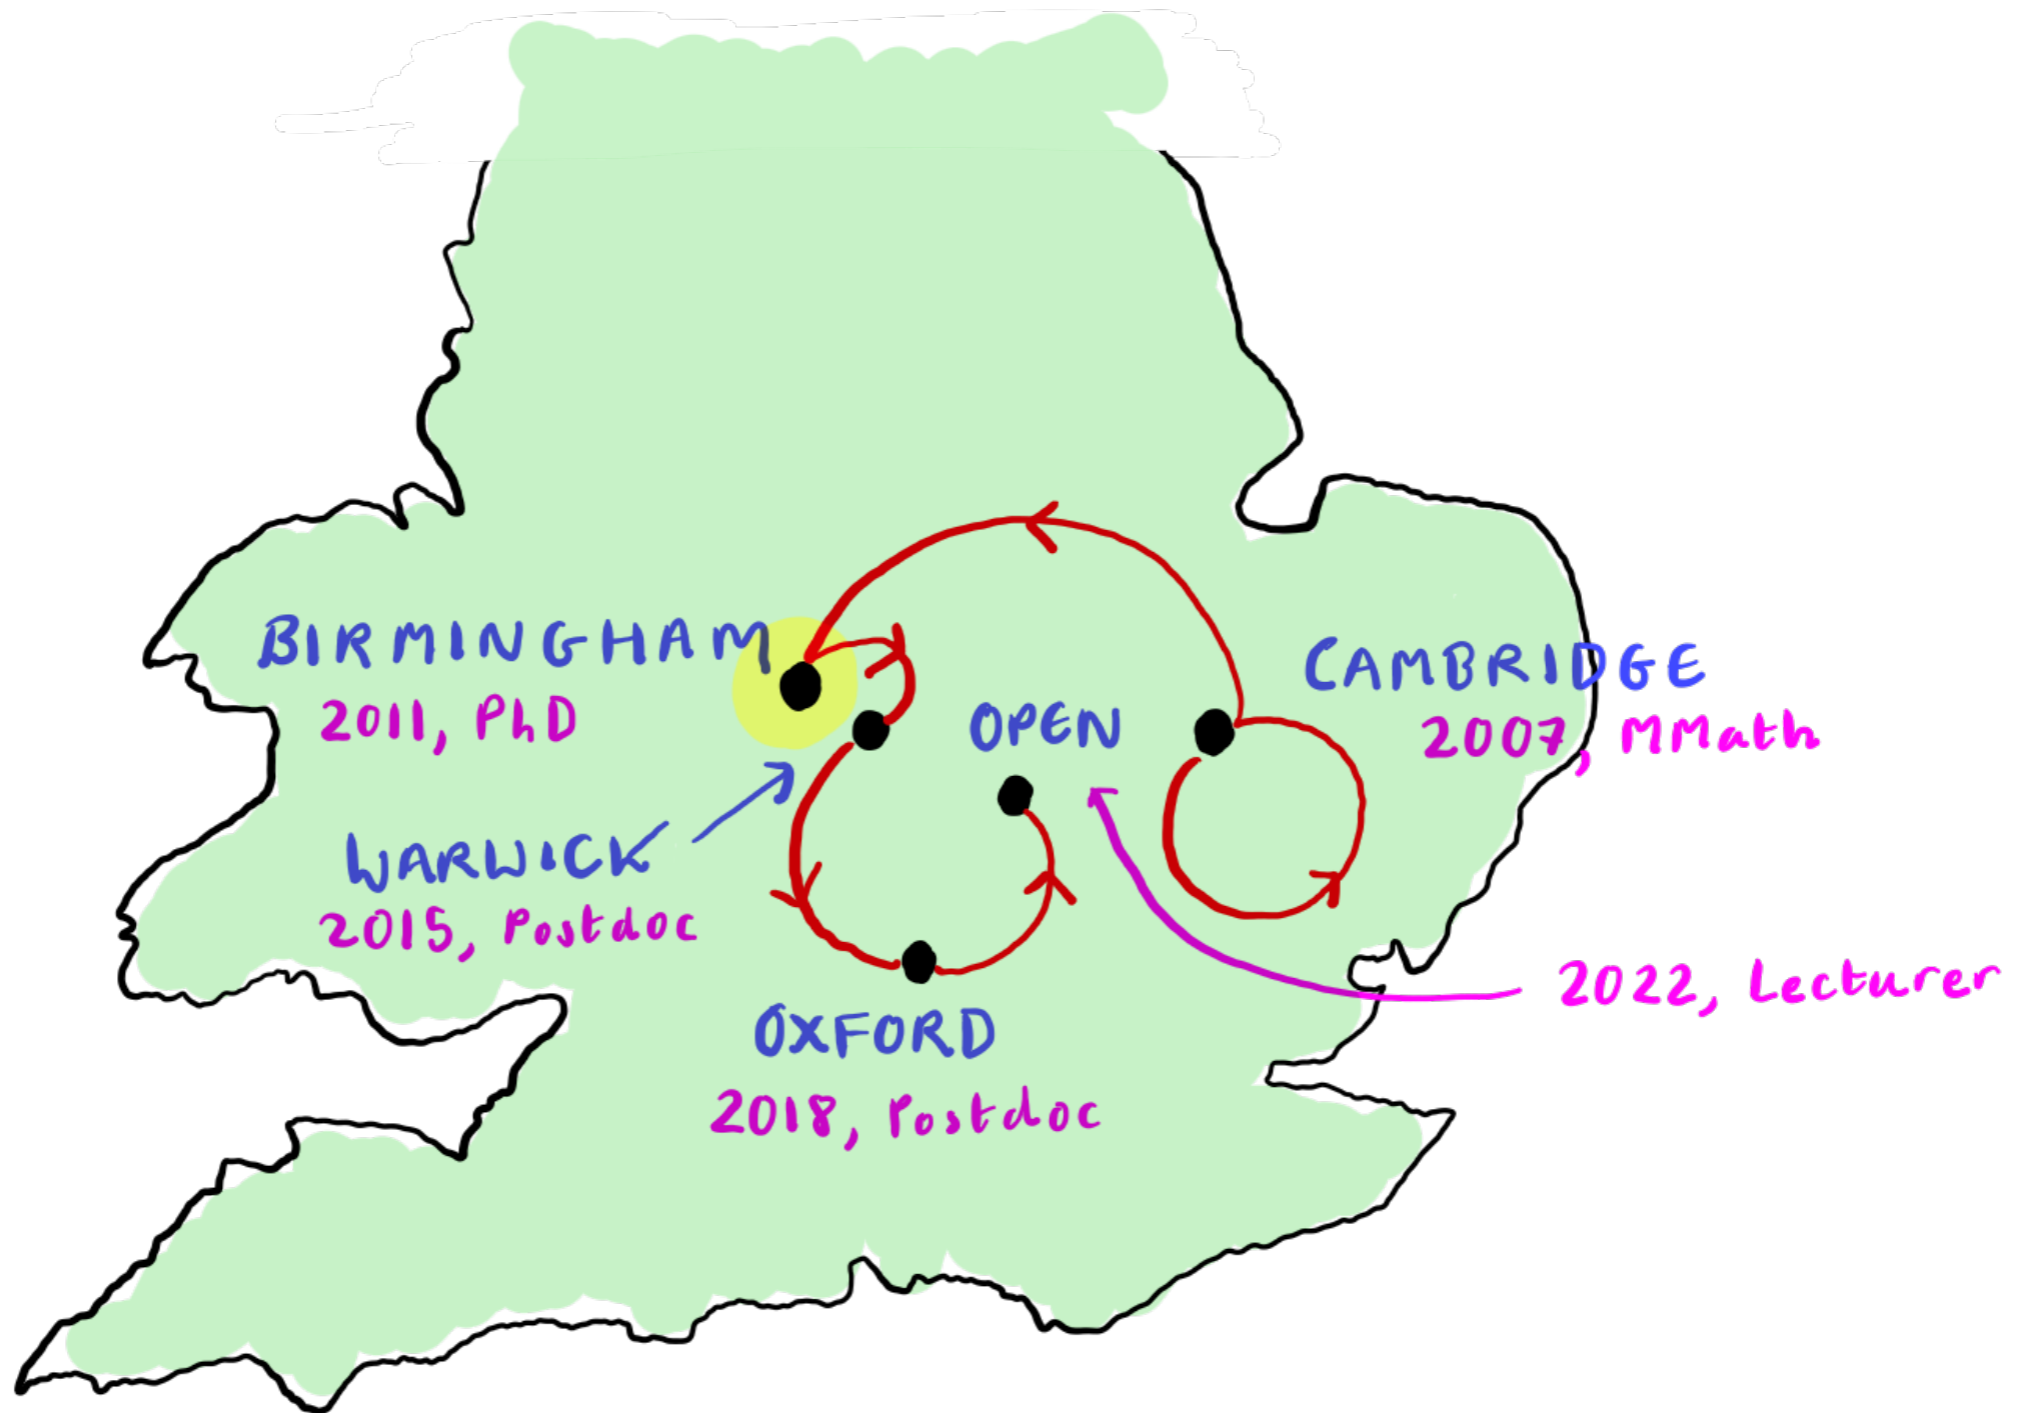 BIRMINGHAM
2011, PhD
OPEN
CAMBRIDGE
2007, MMath
WARWICK
2015, Postdoc
2022, Lecturer
OXFORD
2018, Postdoc